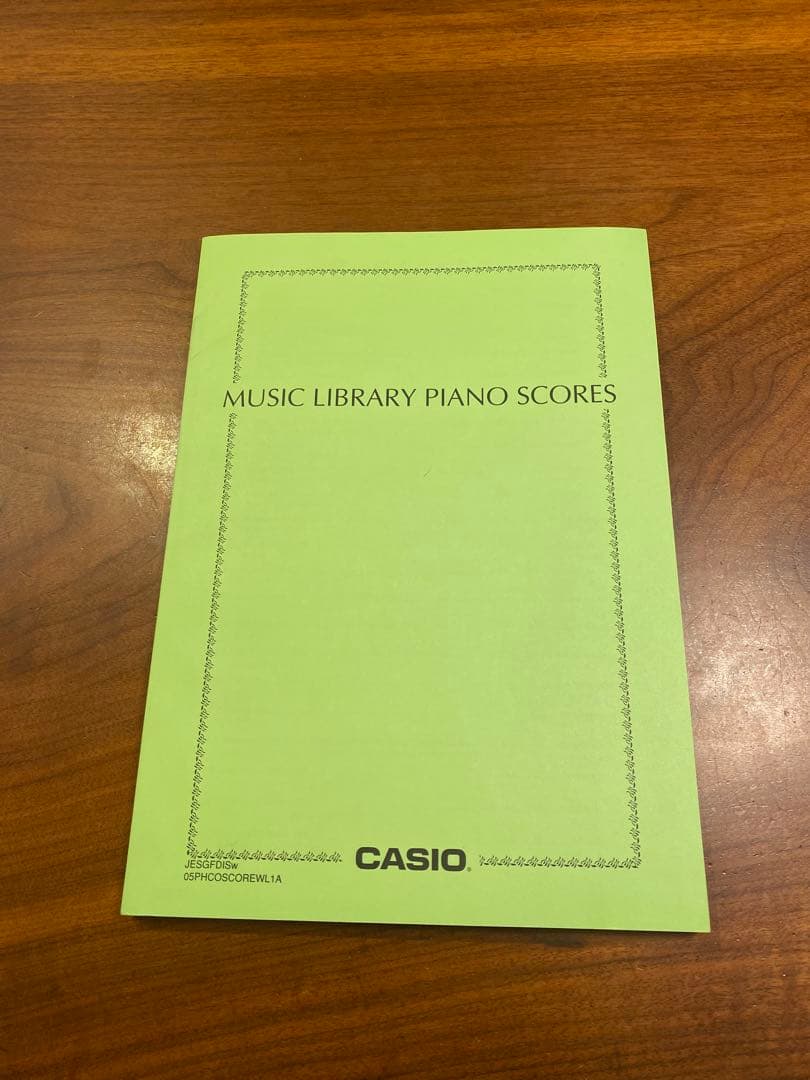 MUSIC LIBRARY PIANO SCORES
CASIO®
JESGFDISw
05PHCOSCOREWL1A